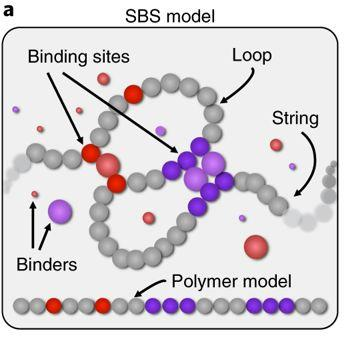 a
SBS model
Binding sites
Loop
String
Binders
Polymer model